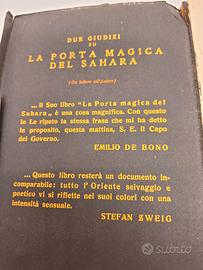 DUE GIUDIZI
SU
LA PORTA MAGICA
DEL SAHARA
(Da lettere all'Autore)
. . . Il Suo libro "La Porta magica del
Sahara„ è una cosa magnifica. Con questo
io Le ripeto la stessa frase che mi ha detto
in proposito, questa mattina, S. E. il Capo
del Governo.
EMILIO DE BONO
. . . Questo libro resterà un documento in-
comparabile: tutto l'Oriente selvaggio e
poetico vi si riflette nei suoi colori con una
intensità sensuale.
STEFAN ZWEIG
subito